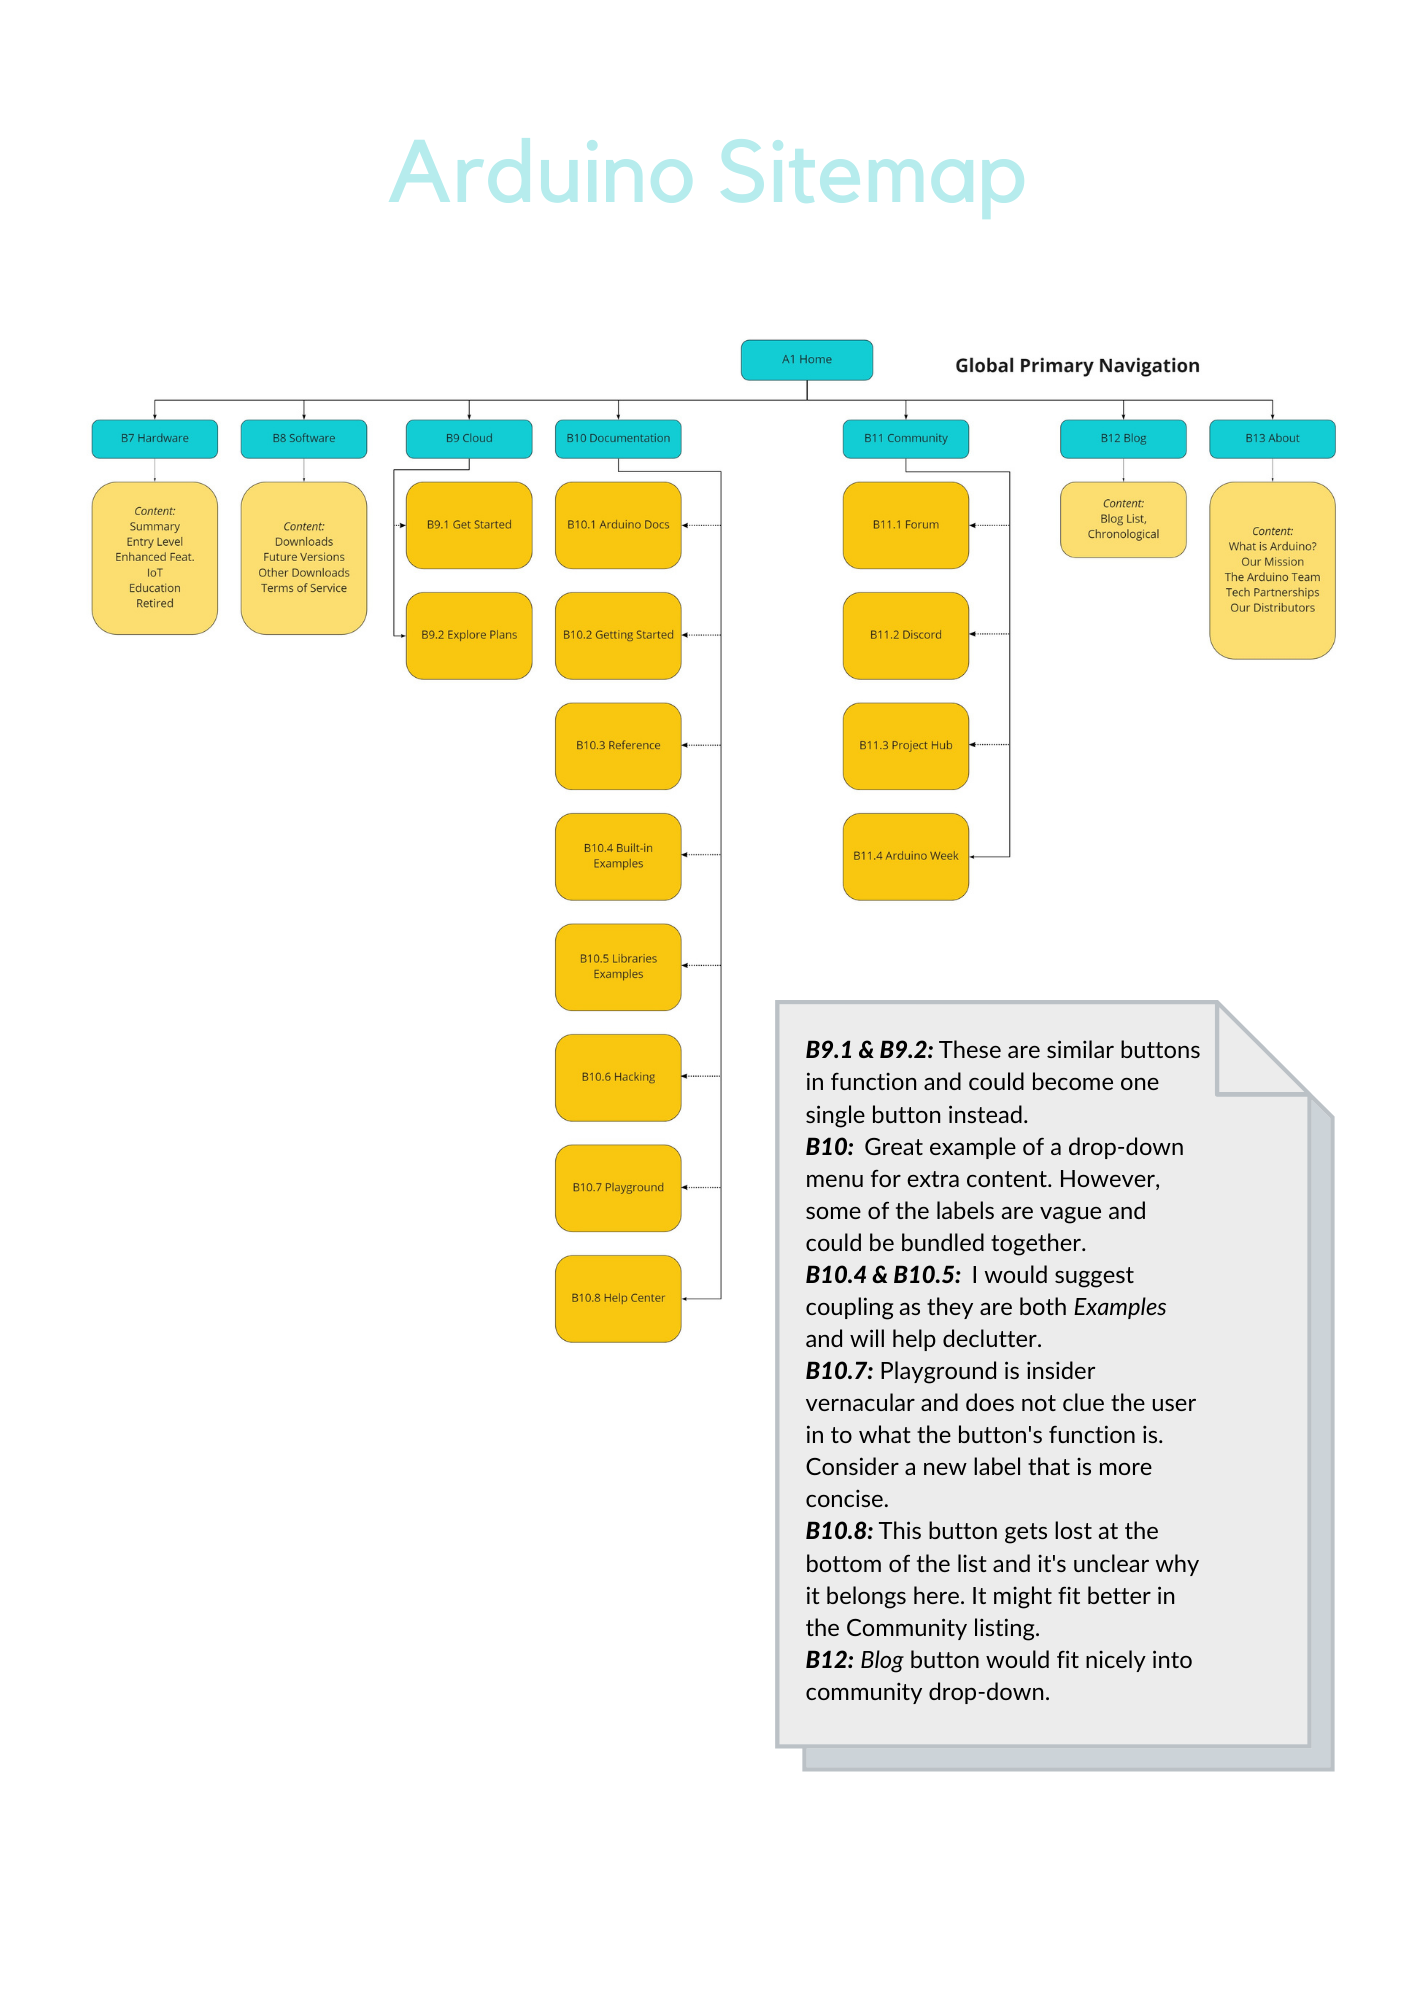 Arduino Sitemap
A1 Home
Global Primary Navigation
B7 Hardware
B8 Software
B9 Cloud
B10 Documentation
B11 Community
B12 Blog
B13 About
Content:
Summary
Entry Level
Enhanced Feat.
IoT
Education
Retired
Content:
Downloads
Future Versions
Other Downloads
Terms of Service
B9.1 Get Started
B9.2 Explore Plans
B10.1 Arduino Docs
B10.2 Getting Started
B10.3 Reference
B10.4 Built-in
Examples
B10.5 Libraries
Examples
B10.6 Hacking
B10.7 Playground
B10.8 Help Center
B11.1 Forum
B11.2 Discord
B11.3 Project Hub
B11.4 Arduino Week
Content:
Blog List,
Chronological
Content:
What is Arduino?
Our Mission
The Arduino Team
Tech Partnerships
Our Distributors
B9.1 & B9.2: These are similar buttons
in function and could become one
single button instead.
B10: Great example of a drop-down
menu for extra content. However,
some of the labels are vague and
could be bundled together.
B10.4 & B10.5: I would suggest
coupling as they are both Examples
and will help declutter.
B10.7: Playground is insider
vernacular and does not clue the user
in to what the button's function is.
Consider a new label that is more
concise.
B10.8: This button gets lost at the
bottom of the list and it's unclear why
it belongs here. It might fit better in
the Community listing.
B12: Blog button would fit nicely into
community drop-down.